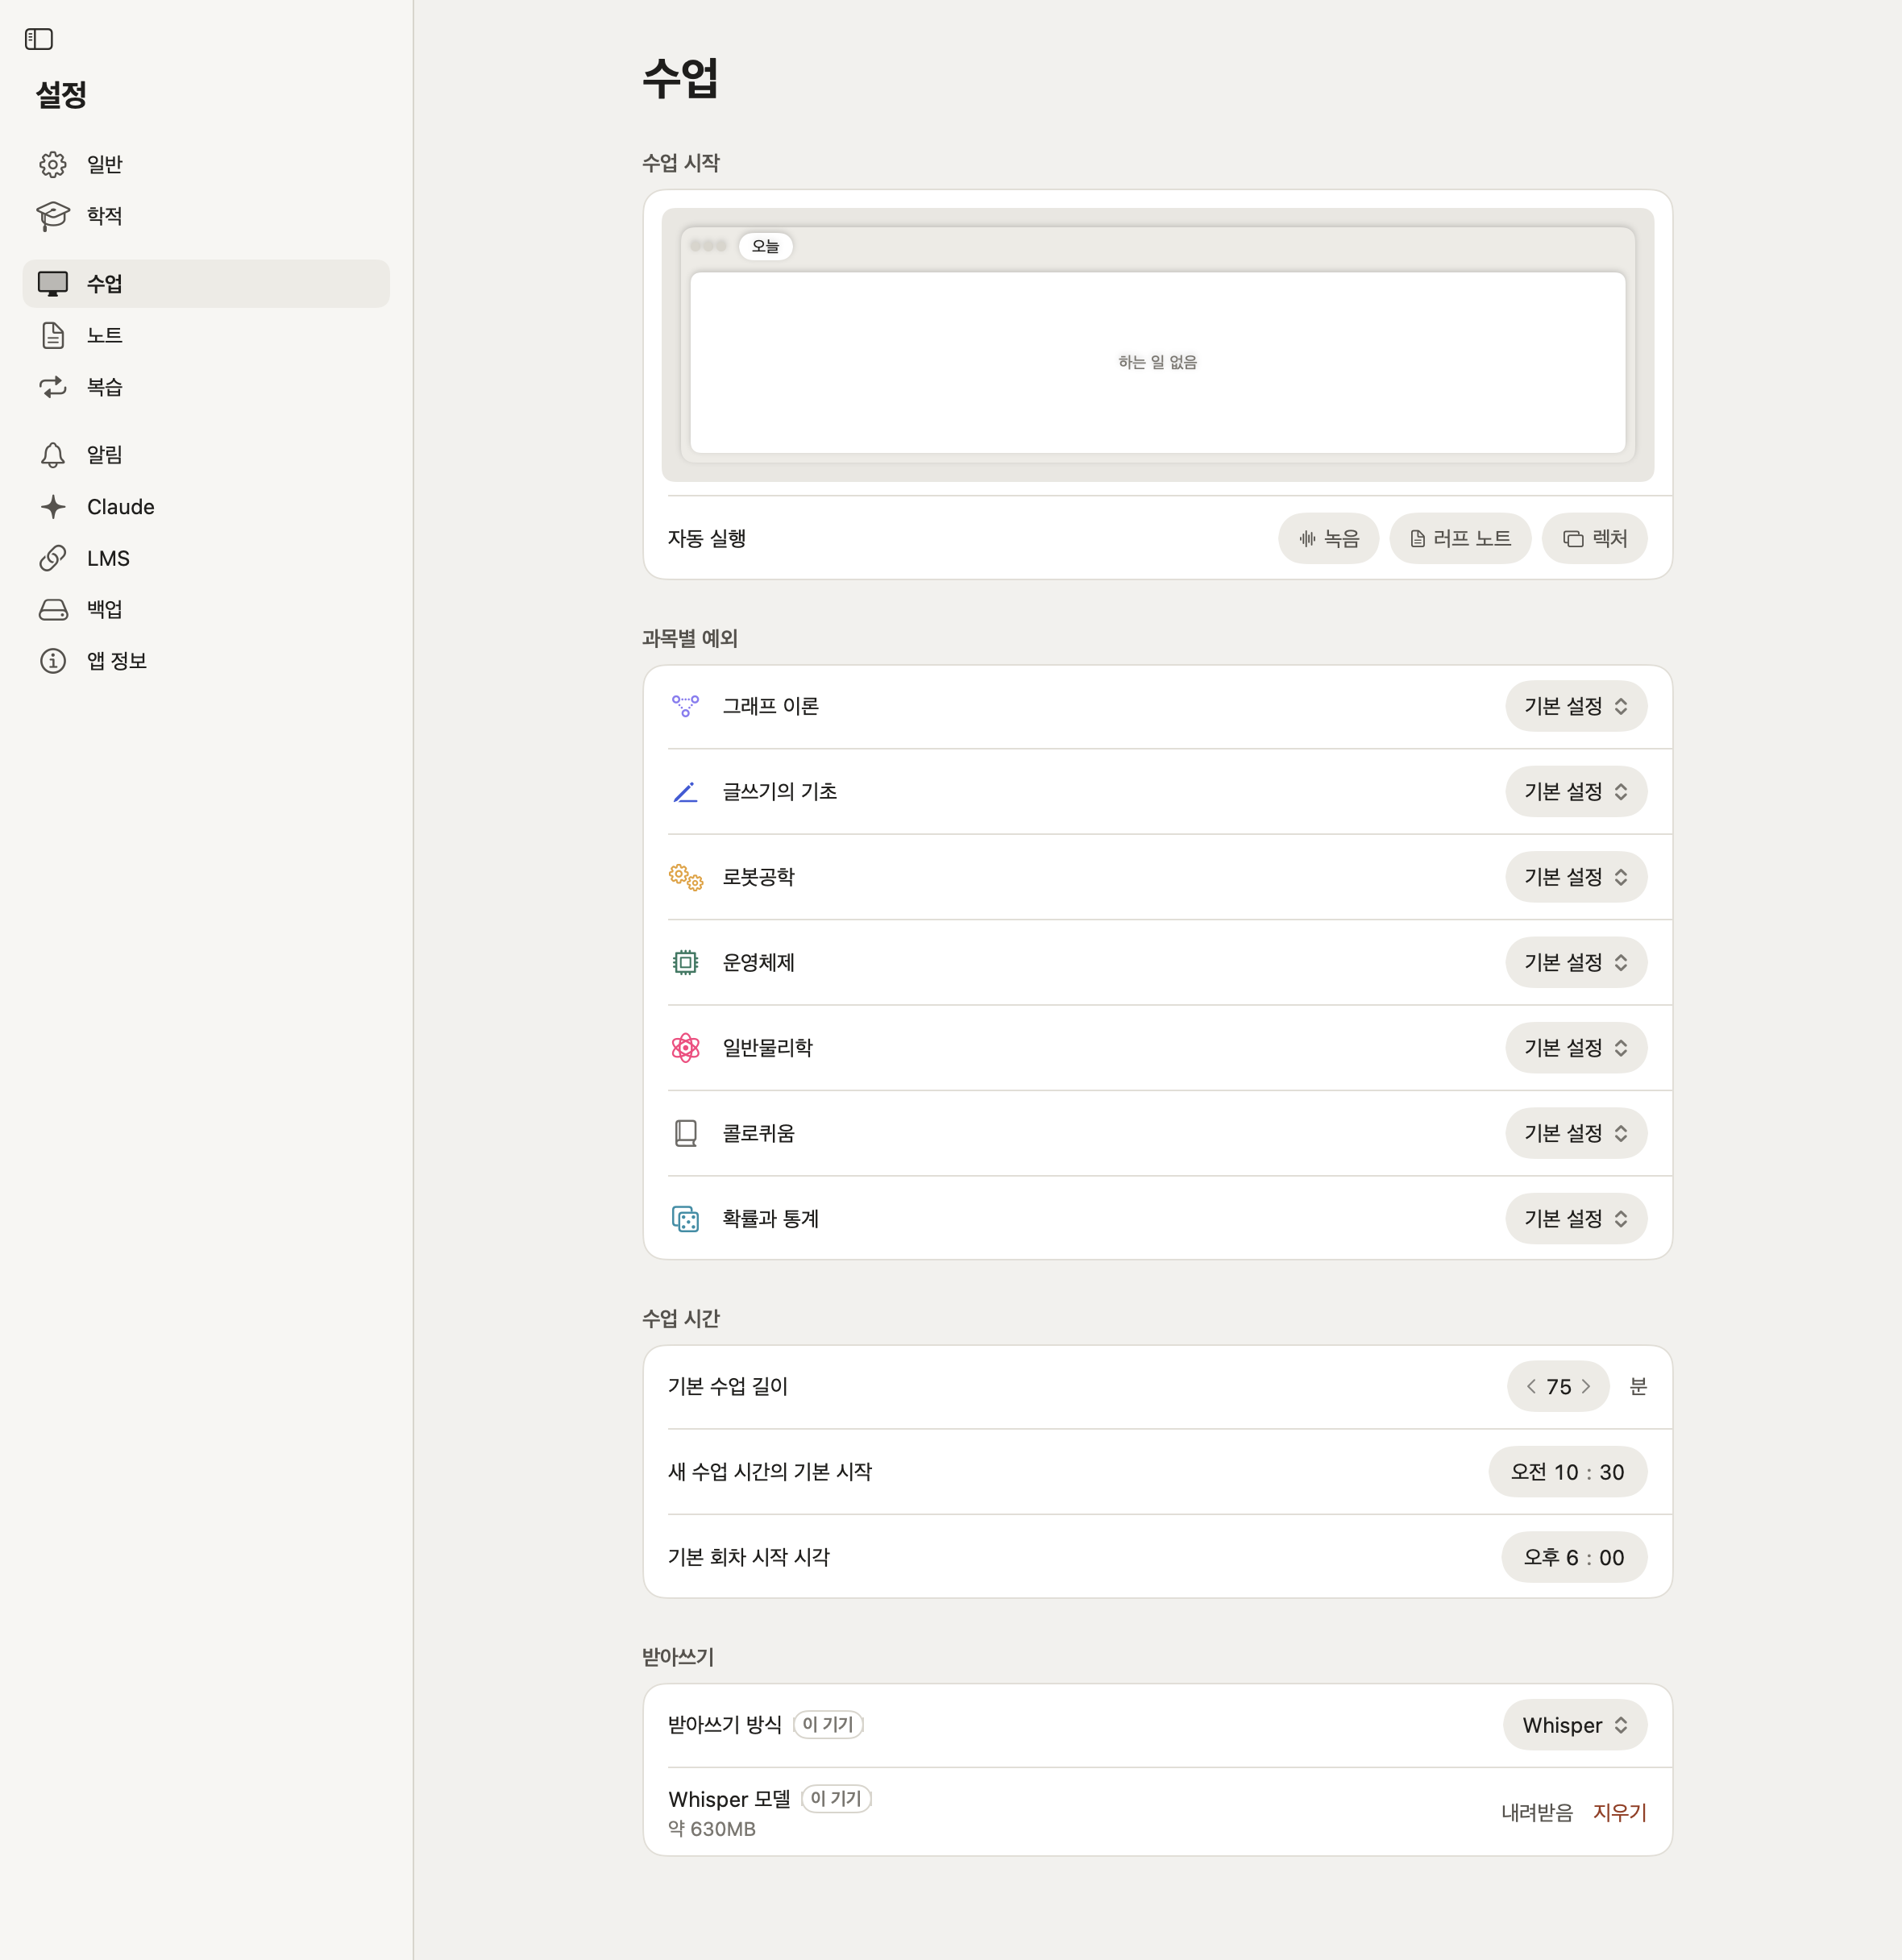 설정
일반
학적
수업
노트
복습
알림
Claude
LMS
백업
앱 정보
수업
수업 시작
오늘
하는 일 없음
자동 실행 녹음 러프 노트 렉처
과목별 예외
그래프 이론 기본 설정
글쓰기의 기초 기본 설정
로봇공학 기본 설정
운영체제 기본 설정
일반물리학 기본 설정
콜로퀴움 기본 설정
확률과 통계 기본 설정
수업 시간
기본 수업 길이 75 분
새 수업 시간의 기본 시작 오전 10 : 30
기본 회차 시작 시각 오후 6 : 00
받아쓰기
받아쓰기 방식 이 기기 Whisper
Whisper 모델 이 기기
약 630MB
내려받음 지우기